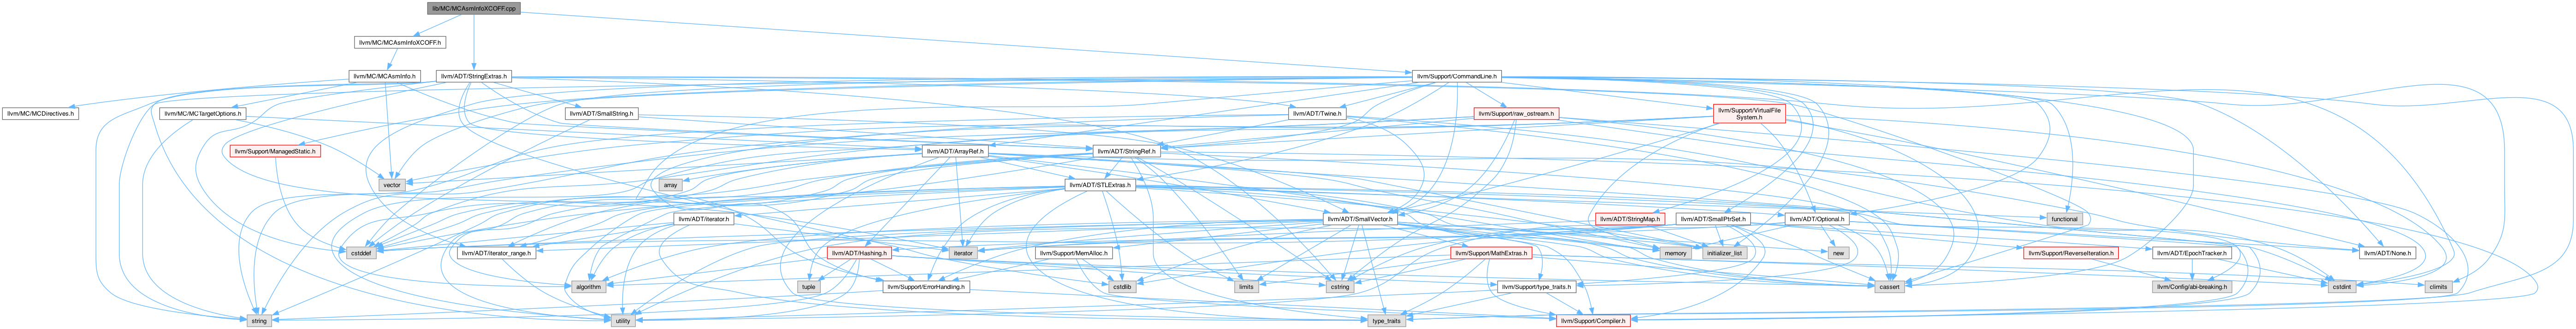 lib/MC/MCAsmInfoXCOFF.cpp
llvm/MC/MCAsmInfoXCOFF.h
llvm/MC/MCAsmInfo.h
llvm/ADT/StringExtras.h
llvm/Support/CommandLine.h
llvm/MC/MCDirectives.h
llvm/MC/MCTargetOptions.h
llvm/ADT/SmallString.h
llvm/ADT/Twine.h
llvm/Support/raw_ostream.h
llvm/Support/VirtualFile
System.h
llvm/Support/ManagedStatic.h
llvm/ADT/ArrayRef.h
llvm/ADT/StringRef.h
vector
array
llvm/ADT/STLExtras.h
llvm/ADT/iterator.h
llvm/ADT/SmallVector.h
llvm/ADT/StringMap.h
llvm/ADT/SmallPtrSet.h
llvm/ADT/Optional.h
functional
cstddef
llvm/ADT/iterator_range.h
llvm/ADT/Hashing.h
iterator
llvm/Support/MemAlloc.h
llvm/Support/MathExtras.h
memory
initializer_list
new
llvm/Support/ReverseIteration.h
llvm/ADT/EpochTracker.h
llvm/ADT/None.h
algorithm
tuple
llvm/Support/ErrorHandling.h
cstdlib
limits
cstring
llvm/Support/type_traits.h
cassert
llvm/Config/abi-breaking.h
cstdint
climits
string
utility
type_traits
llvm/Support/Compiler.h